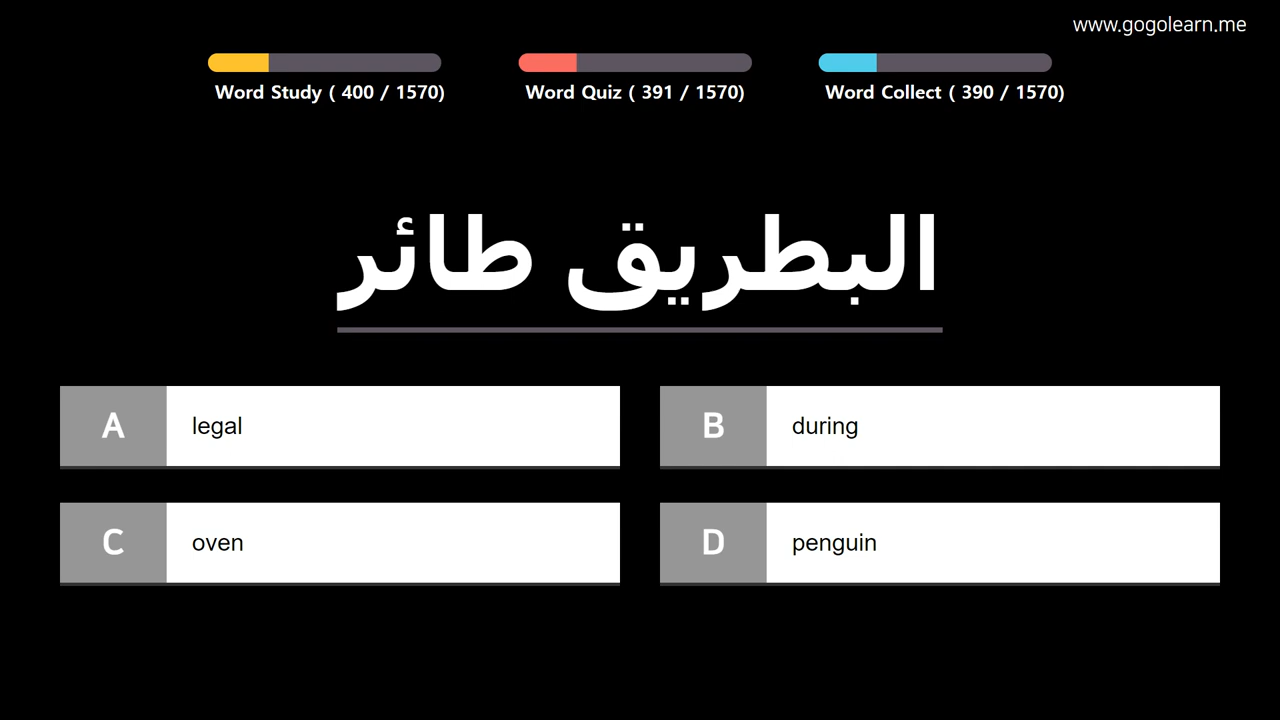 www.gogolearn.me
Word Study ( 400 / 1570)
Word Quiz ( 391 / 1570)
Word Collect ( 390 / 1570)
البطريق طائر
A legal
B during
C oven
D penguin